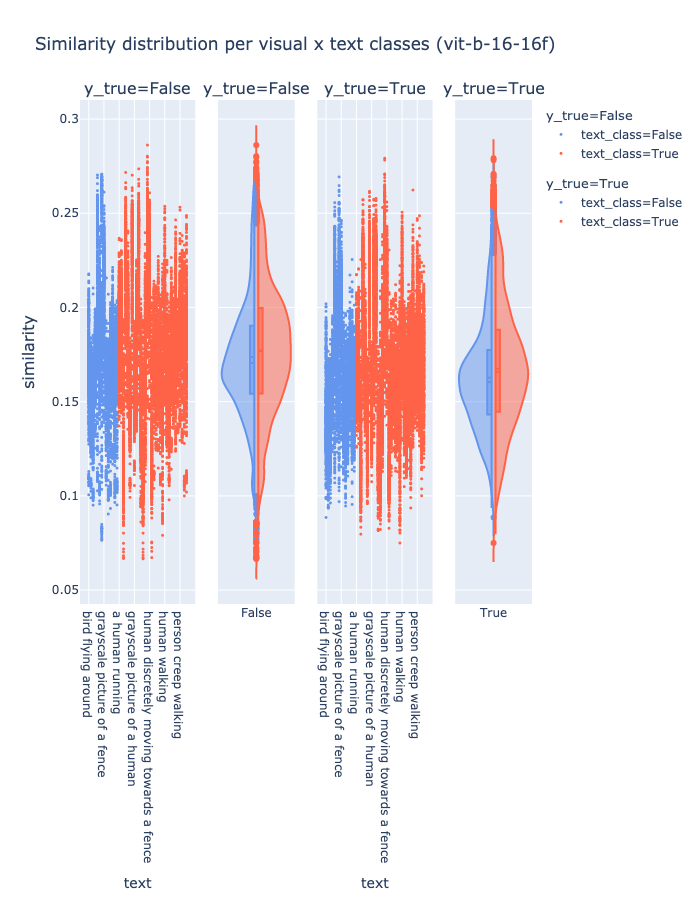 Similarity distribution per visual x text classes (vit-b-16-16f)
y_true=False
y_true=False
y_true=True
y_true=True
y_true=False
text_class=False
text_class=True
y_true=True
text_class=False
text_class=True
0.3
0.25
0.2
0.15
0.1
0.05
similarity
bird flying around
grayscale picture of a fence
a human running
grayscale picture of a human
human discretely moving towards a fence
human walking
person creep walking
False
bird flying around
grayscale picture of a fence
a human running
grayscale picture of a human
human discretely moving towards a fence
human walking
person creep walking
True
text
text